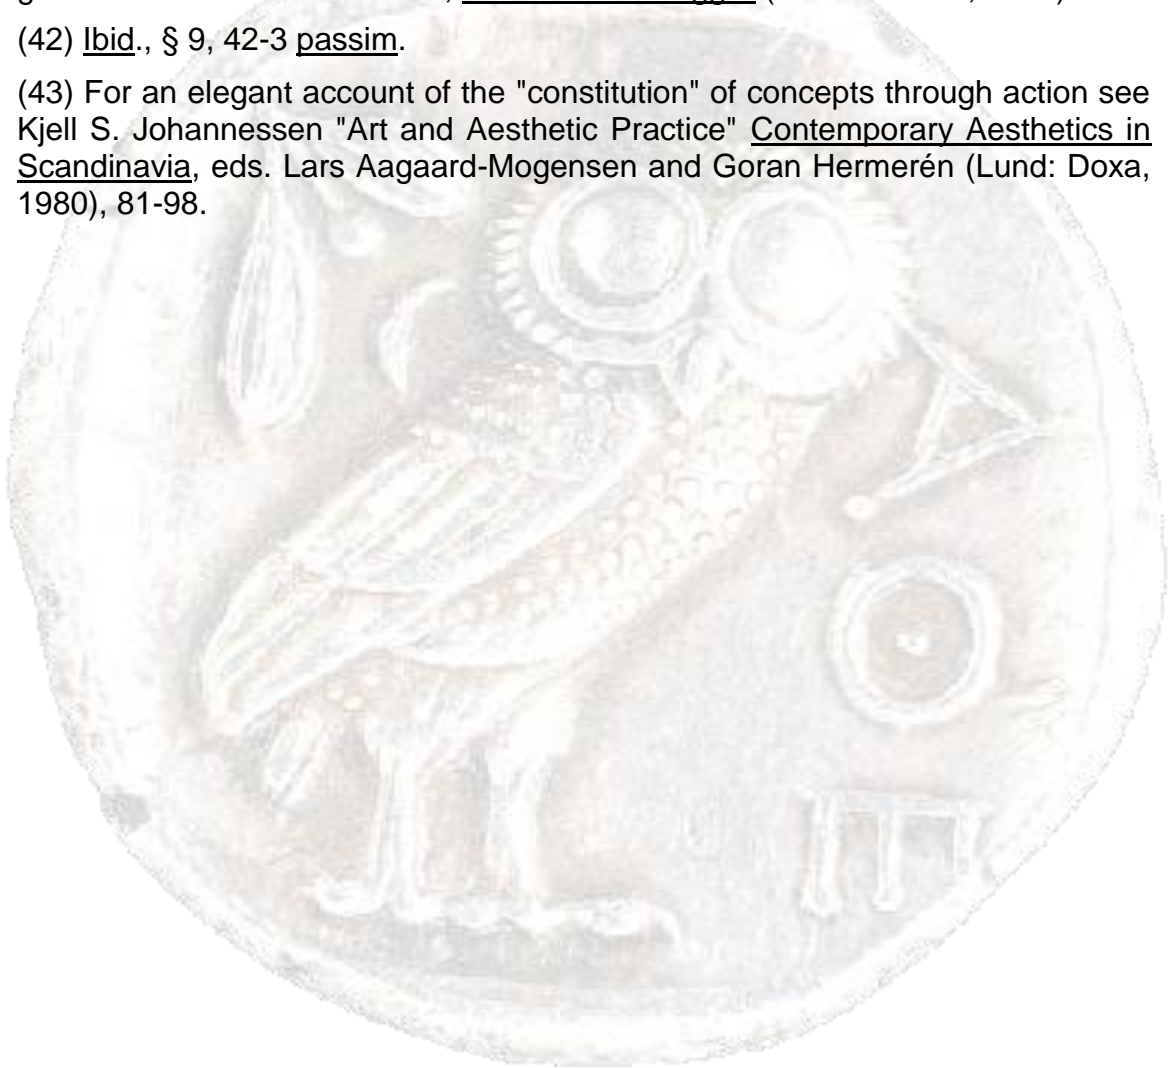 (42) Ibid., § 9, 42-3 passim.
(43) For an elegant account of the "constitution" of concepts through action see
Kjell S. Johannessen "Art and Aesthetic Practice" Contemporary Aesthetics in
Scandinavia, eds. Lars Aagaard-Mogensen and Goran Hermerén (Lund: Doxa,
1980), 81-98.
Α
Θ
Ε